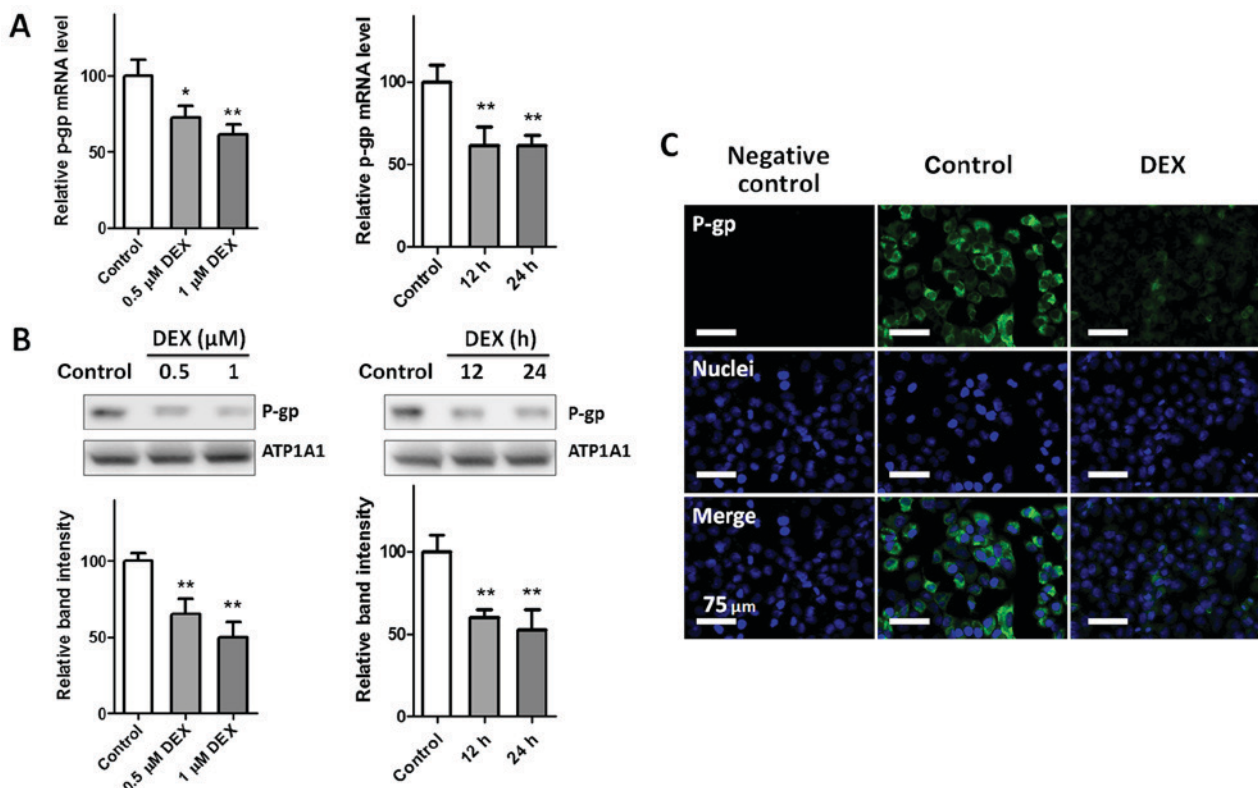 A
Relative p-gp mRNA level
100
50
0
*
**
Control
0.5 µM DEX
1 µM DEX
Relative p-gp mRNA level
100
50
0
**
**
Control
12 h
24 h
B
DEX (µM)
Control 0.5 1
P-gp
ATP1A1
Relative band intensity
100
50
0
**
**
Control
0.5 µM DEX
1 µM DEX
DEX (h)
Control 12 24
P-gp
ATP1A1
Relative band intensity
100
50
0
**
**
Control
12 h
24 h
C
Negative control
Control
DEX
P-gp
Nuclei
Merge
75 µm